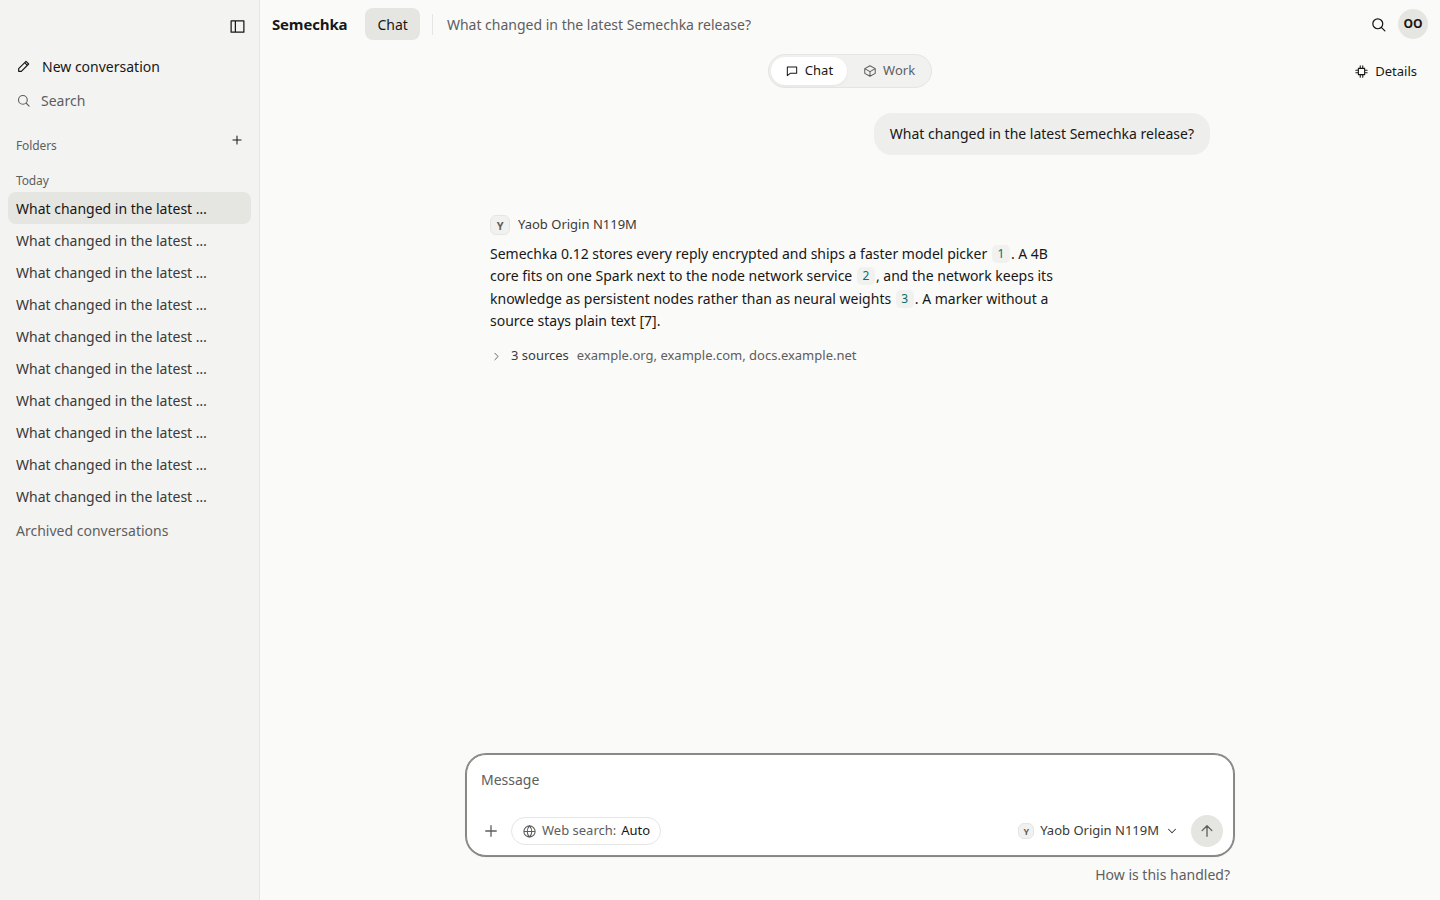 New conversation
Search
Folders
Today
What changed in the latest ...
What changed in the latest ...
What changed in the latest ...
What changed in the latest ...
What changed in the latest ...
What changed in the latest ...
What changed in the latest ...
What changed in the latest ...
What changed in the latest ...
What changed in the latest ...
Archived conversations
Semechka Chat What changed in the latest Semechka release? OO
Chat Work Details
What changed in the latest Semechka release?
Y Yaob Origin N119M
Semechka 0.12 stores every reply encrypted and ships a faster model picker 1 . A 4B
core fits on one Spark next to the node network service 2 , and the network keeps its
knowledge as persistent nodes rather than as neural weights 3 . A marker without a
source stays plain text [7].
3 sources example.org, example.com, docs.example.net
Message
Web search: Auto Y Yaob Origin N119M
How is this handled?